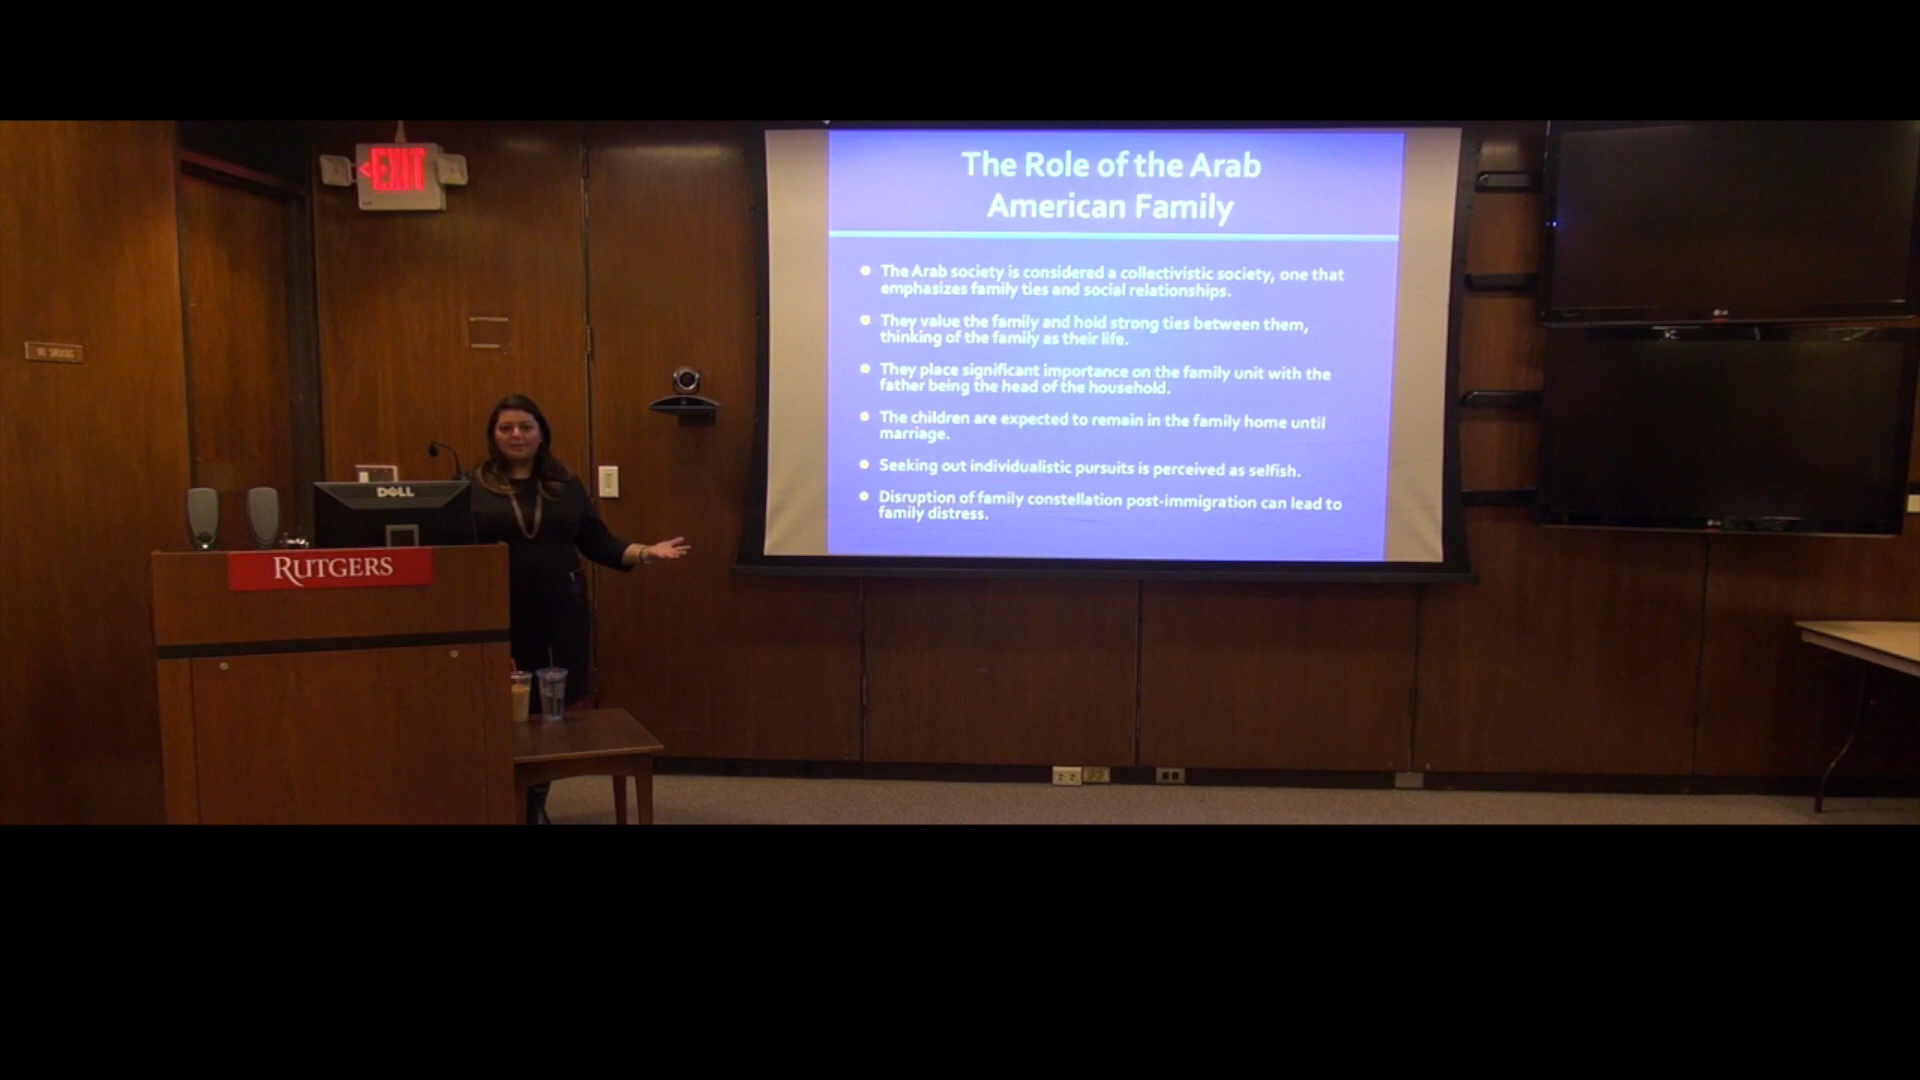 EXIT
NO SMOKING
DELL
RUTGERS
The Role of the Arab
American Family
The Arab society is considered a collectivistic society, one that
emphasizes family ties and social relationships.
They value the family and hold strong ties between them,
thinking of the family as their life.
They place significant importance on the family unit with the
father being the head of the household.
The children are expected to remain in the family home until
marriage.
Seeking out individualistic pursuits is perceived as selfish.
Disruption of family constellation post-immigration can lead to
family distress.
LG
LG